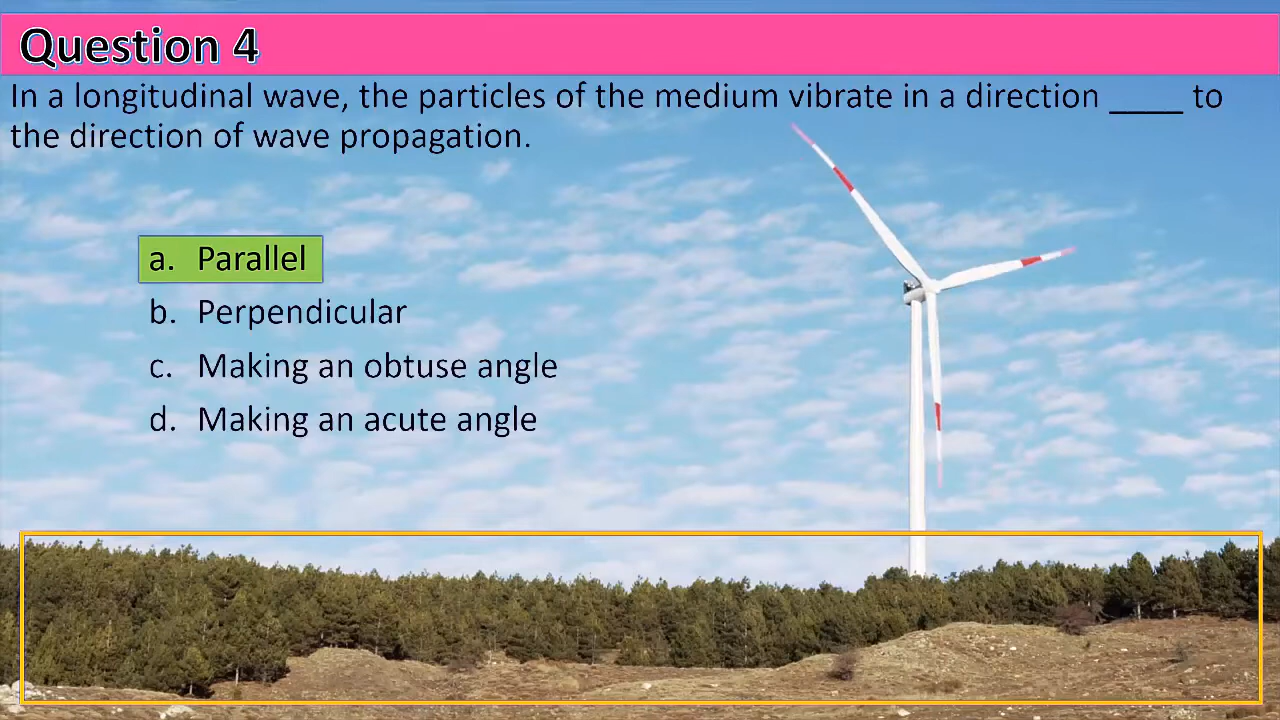 Question 4
In a longitudinal wave, the particles of the medium vibrate in a direction ____ to
the direction of wave propagation.
a. Parallel
b. Perpendicular
c. Making an obtuse angle
d. Making an acute angle